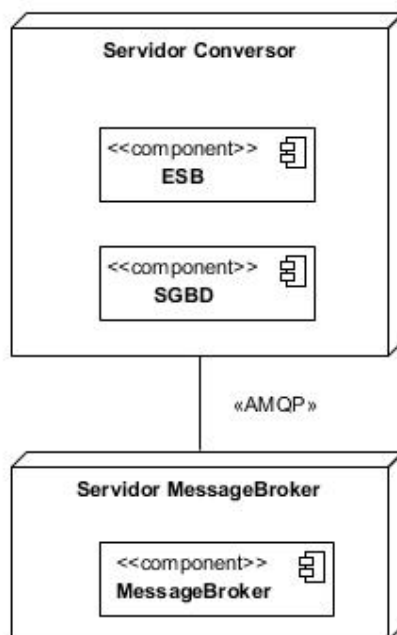 Servidor Conversor
<<component>>
ESB
<<component>>
SGBD
«AMQP»
Servidor MessageBroker
<<component>>
MessageBroker